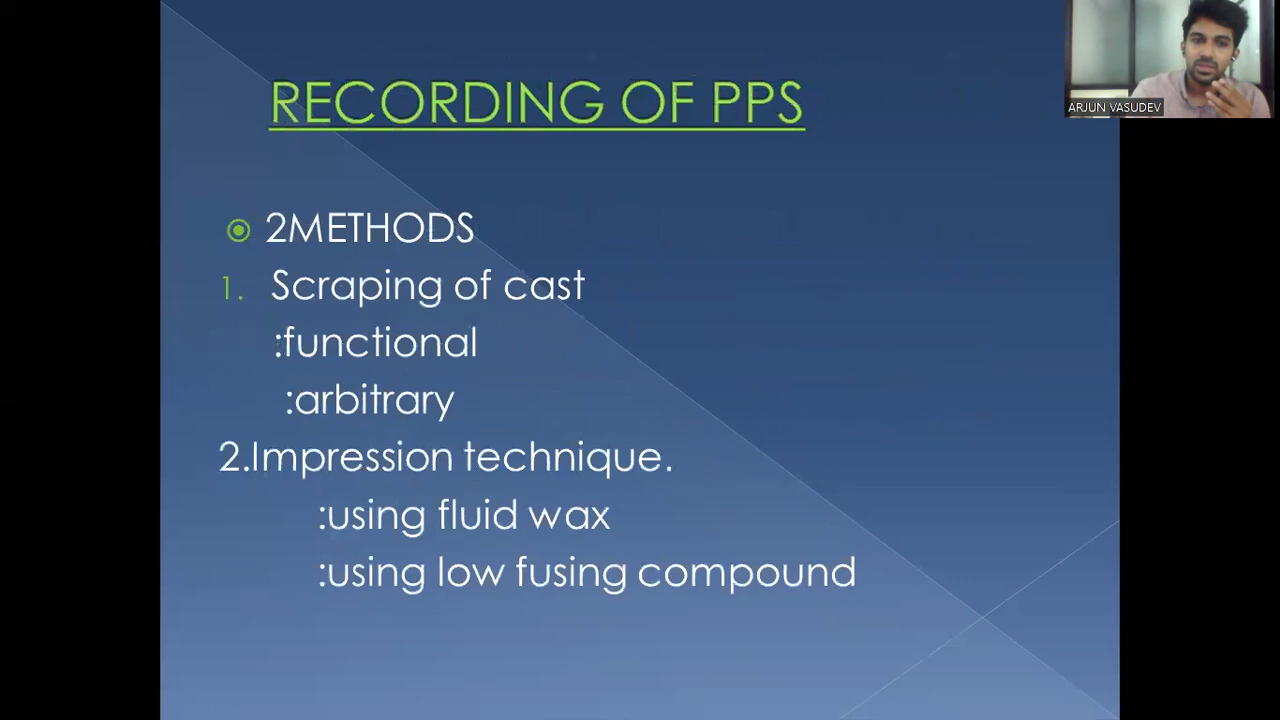 RECORDING OF PPS
ARJUN VASUDEV
2METHODS
1. Scraping of cast
:functional
:arbitrary
2.Impression technique.
:using fluid wax
:using low fusing compound